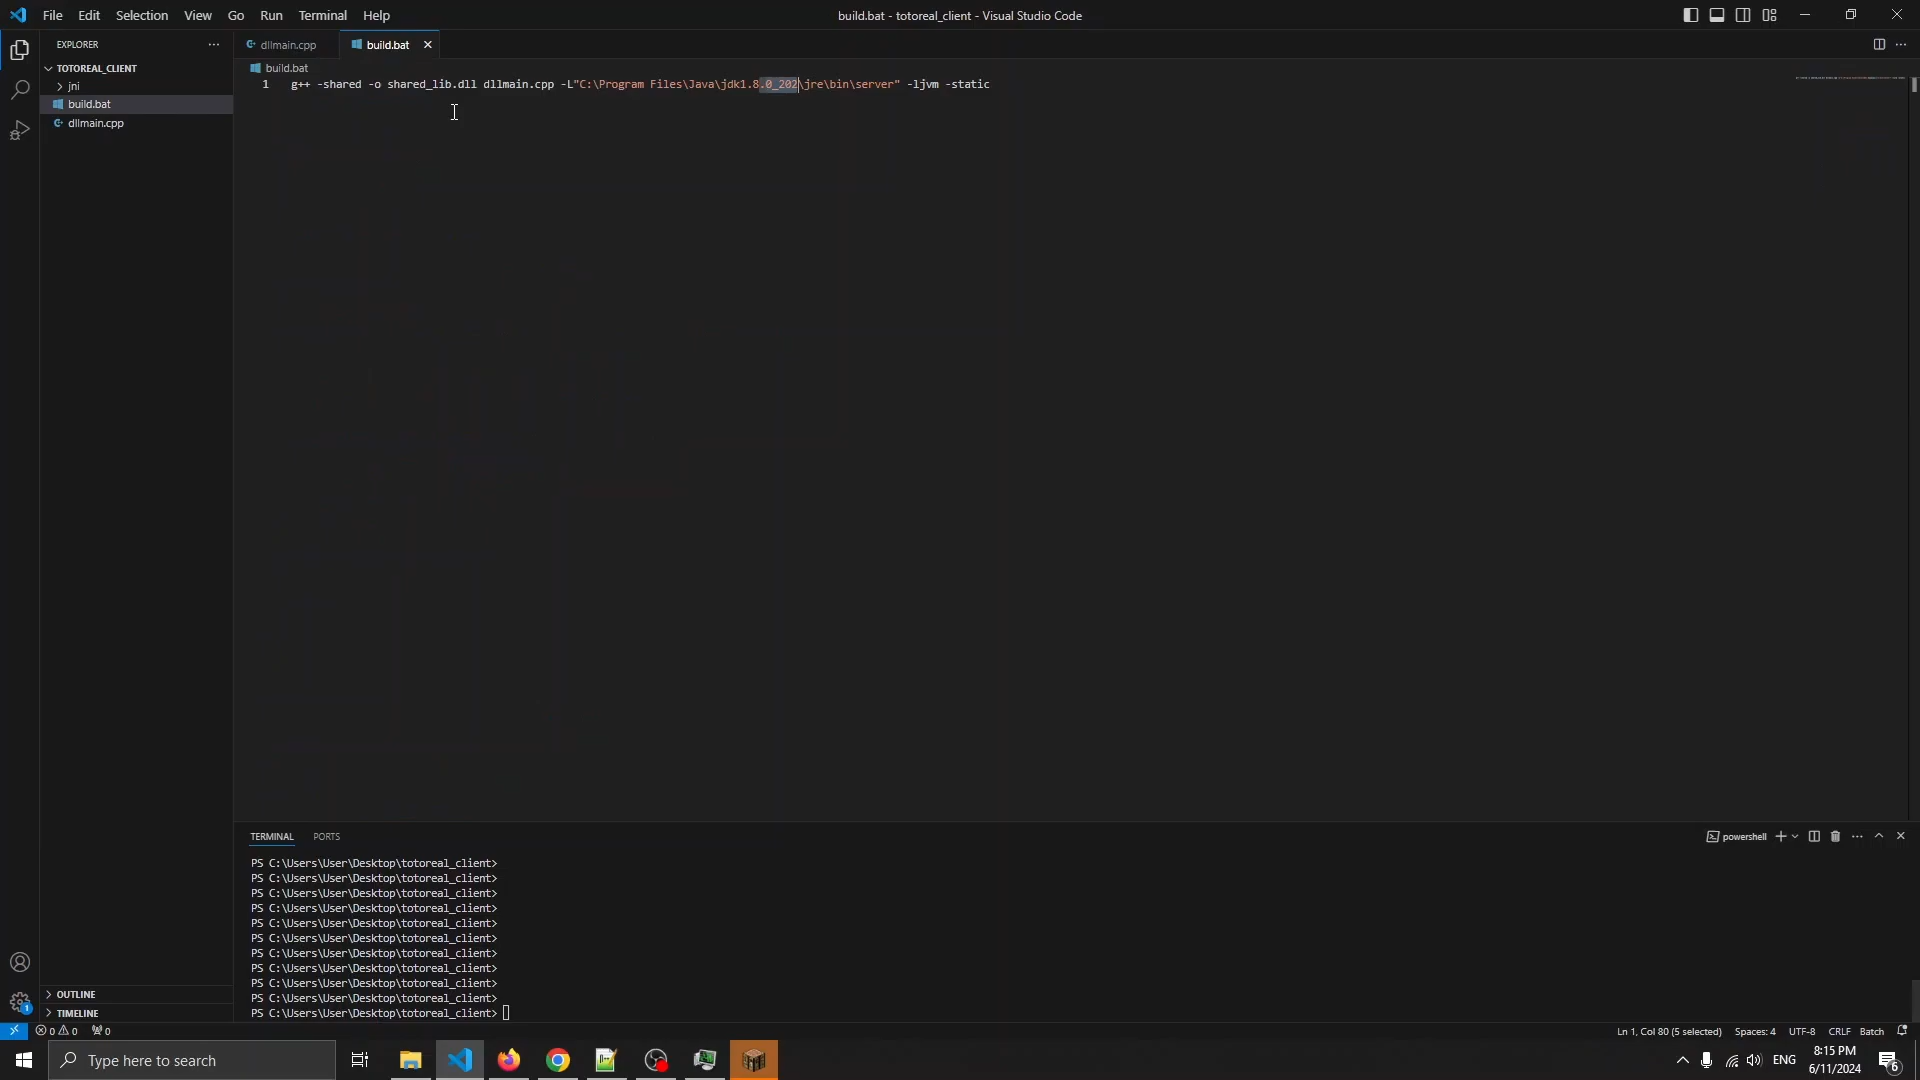 File Edit Selection View Go Run Terminal Help
build.bat - totoreal_client - Visual Studio Code
EXPLORER
dllmain.cpp
build.bat
TOTOREAL_CLIENT
jni
build.bat
dllmain.cpp
build.bat
1 g++ -shared -o shared_lib.dll dllmain.cpp -L"C:\Program Files\Java\jdk1.8.0_202\jre\bin\server" -ljvm -static
TERMINAL PORTS
powershell
PS C:\Users\User\Desktop\totoreal_client>
PS C:\Users\User\Desktop\totoreal_client>
PS C:\Users\User\Desktop\totoreal_client>
PS C:\Users\User\Desktop\totoreal_client>
PS C:\Users\User\Desktop\totoreal_client>
PS C:\Users\User\Desktop\totoreal_client>
PS C:\Users\User\Desktop\totoreal_client>
PS C:\Users\User\Desktop\totoreal_client>
PS C:\Users\User\Desktop\totoreal_client>
PS C:\Users\User\Desktop\totoreal_client>
PS C:\Users\User\Desktop\totoreal_client>
OUTLINE
TIMELINE
1
0 0 0
Ln 1, Col 80 (5 selected) Spaces: 4 UTF-8 CRLF Batch
Type here to search
ENG
8:15 PM
6/11/2024
6